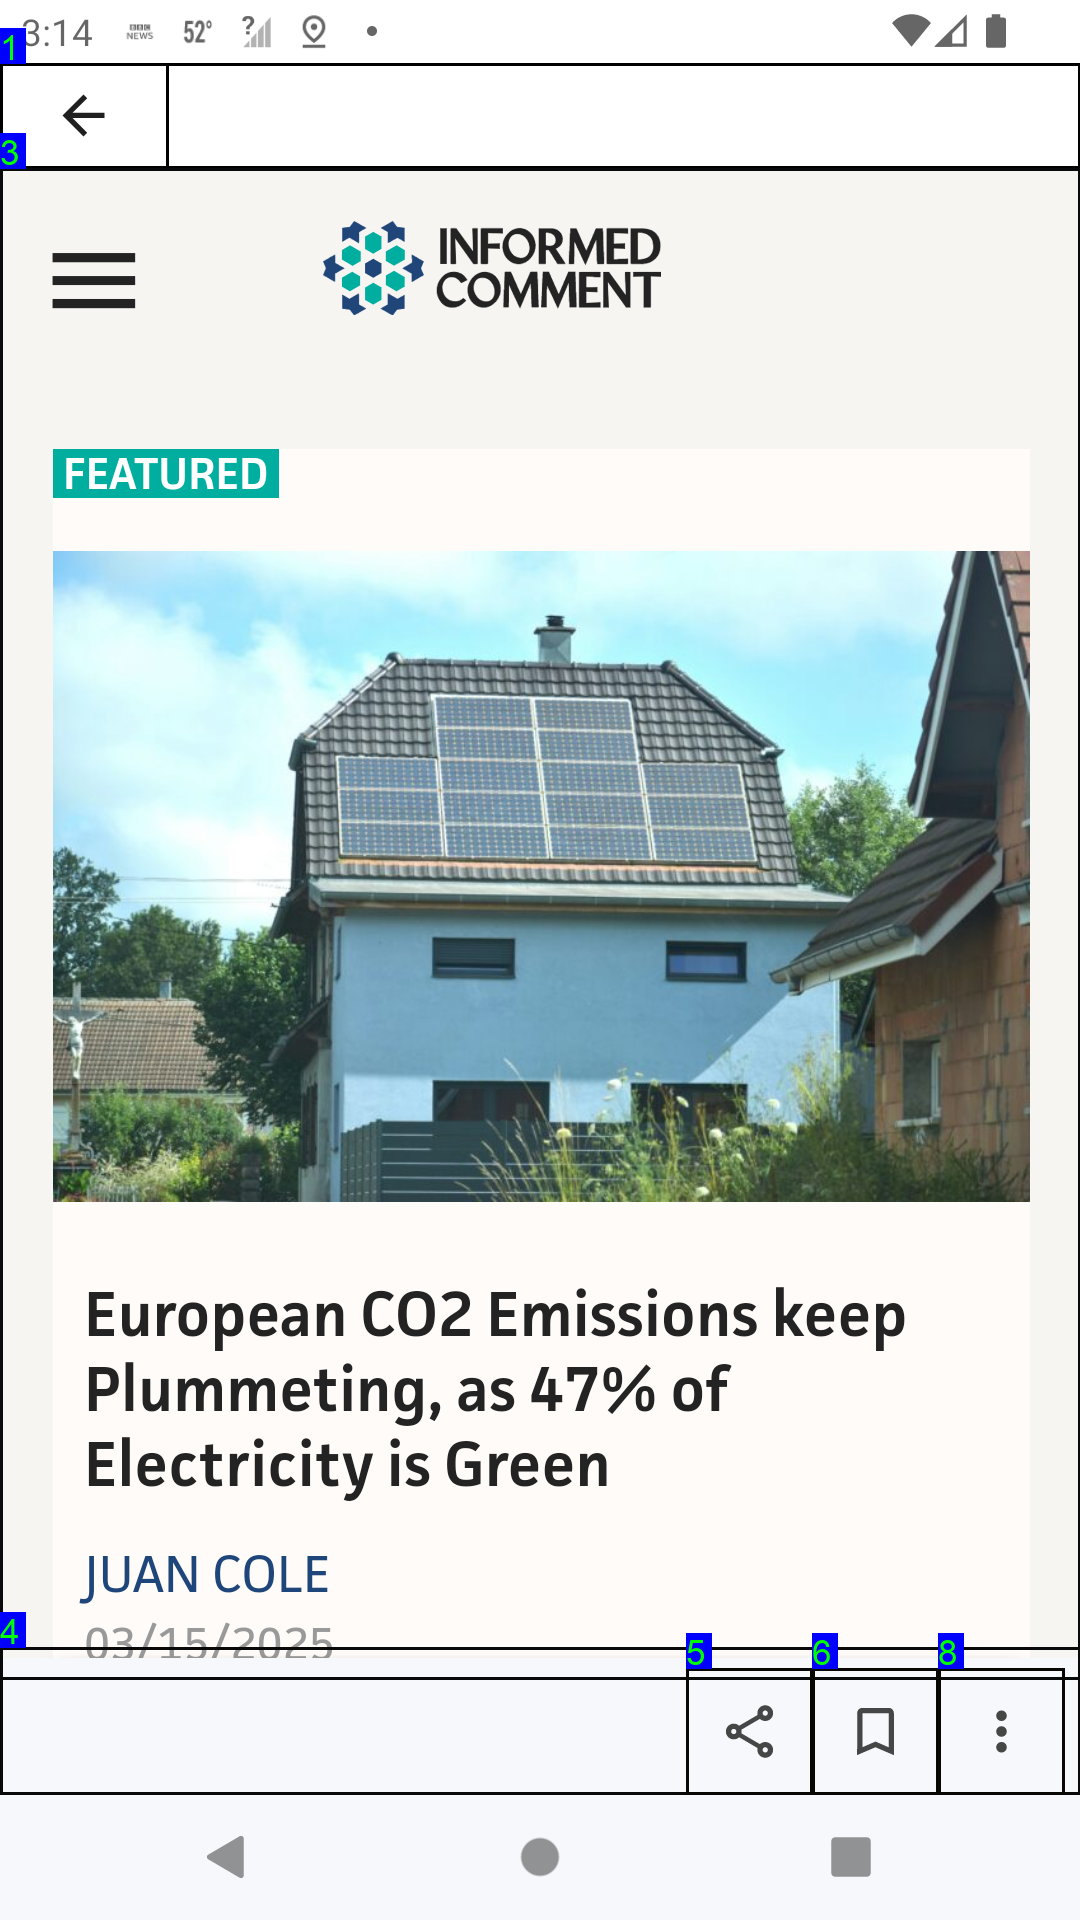 3:14
BBC
NEWS
52°
?
1
3
INFORMED
COMMENT
FEATURED
European CO2 Emissions keep
Plummeting, as 47% of
Electricity is Green
JUAN COLE
03/15/2025
4
5
6
8